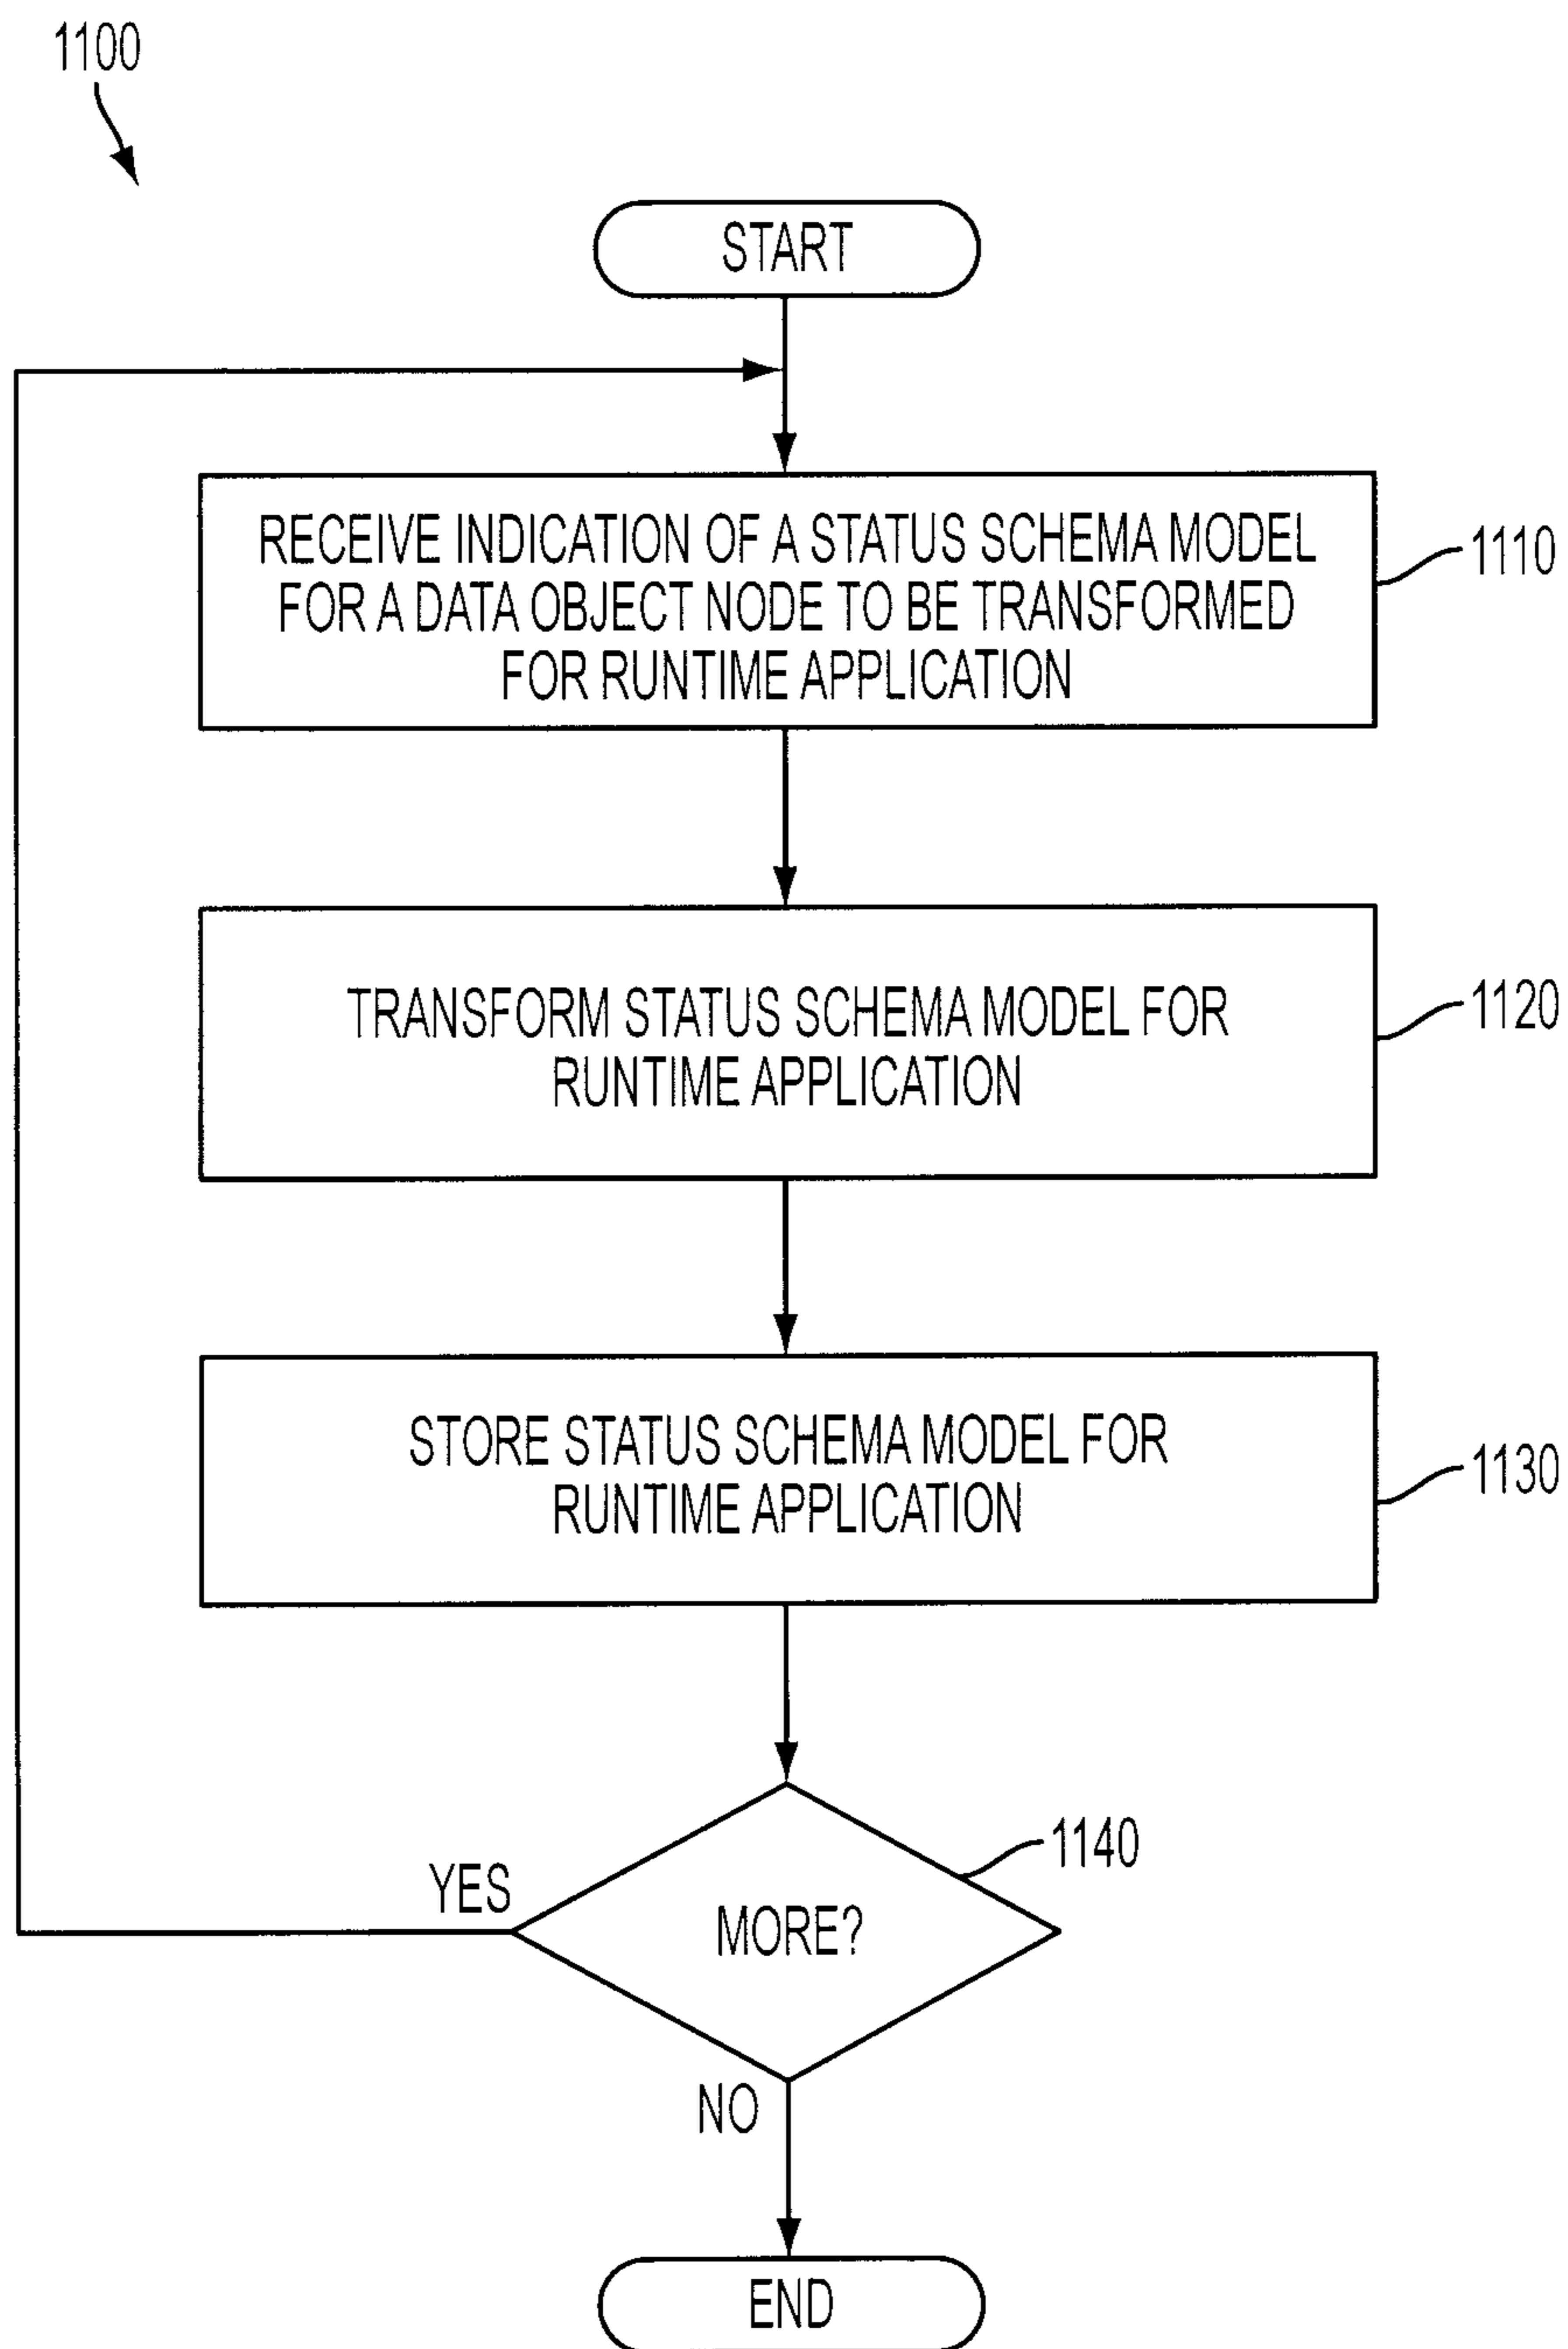 1100
START
RECEIVE INDICATION OF A STATUS SCHEMA MODEL
FOR A DATA OBJECT NODE TO BE TRANSFORMED
FOR RUNTIME APPLICATION
1110
TRANSFORM STATUS SCHEMA MODEL FOR
RUNTIME APPLICATION
1120
STORE STATUS SCHEMA MODEL FOR
RUNTIME APPLICATION
1130
1140
YES
MORE?
NO
END